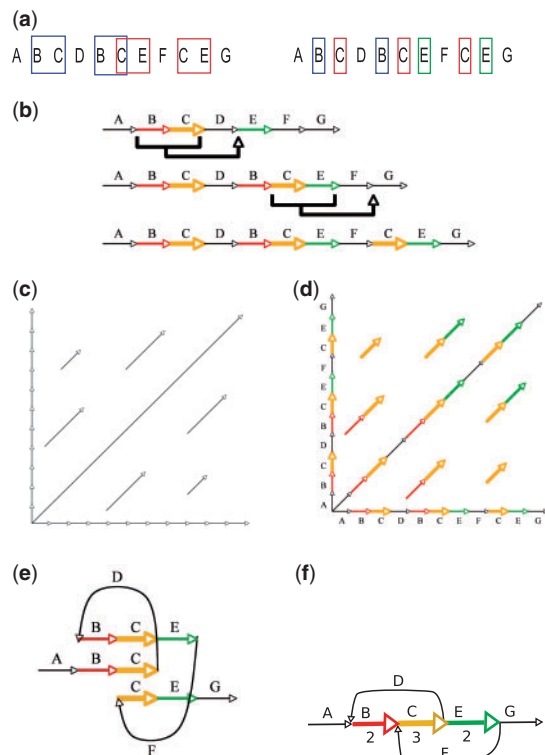 (a)
A B C D B C E F C E G
A B C D B C E F C E G
(b)
A B C D E F G
A B C D B C E F G
A B C D B C E F C E G
(c)
(d)
G
E
C
F
E
C
B
D
C
B
A
A B C D B C E F C E G
(e)
D
B C E
A B C
C E G
F
(f)
D
A B C E G
2 3 2
F